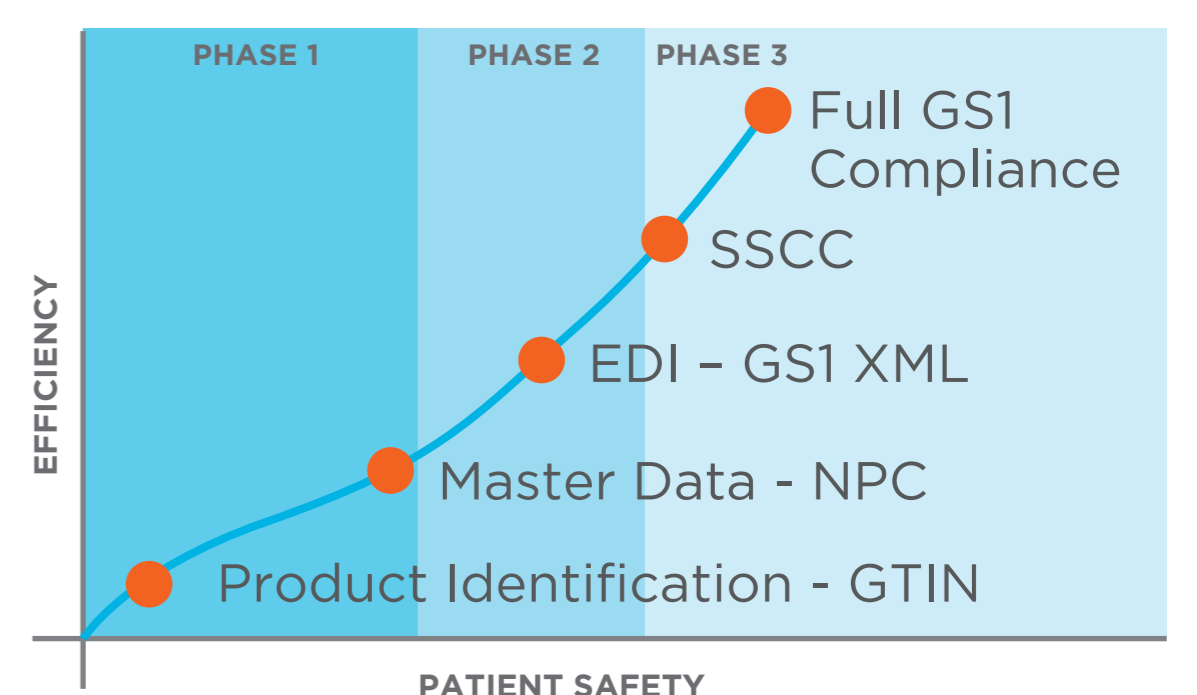 PHASE 1
PHASE 2
PHASE 3
Full GS1
Compliance
SSCC
EDI – GS1 XML
Master Data - NPC
Product Identification - GTIN
EFFICIENCY
PATIENT SAFETY